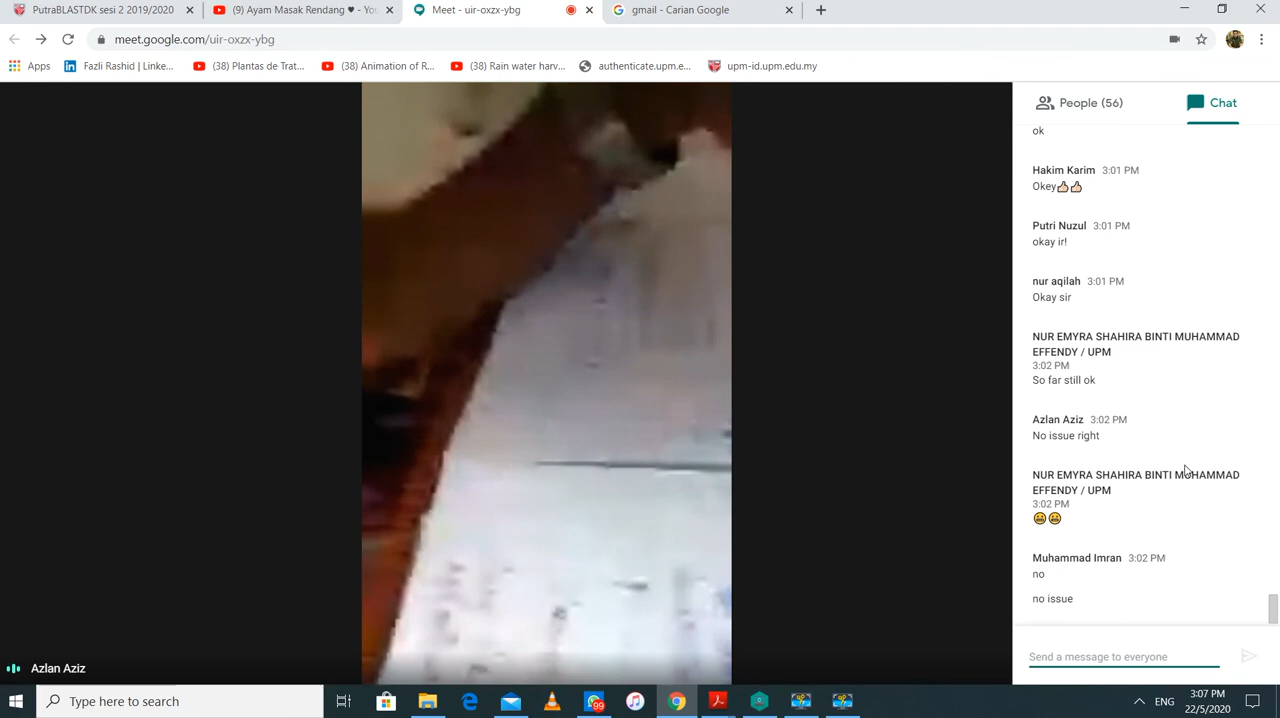 PutraBLASTDK sesi 2 2019/2020
(9) Ayam Masak Rendang ♥ - You
Meet - uir-oxzx-ybg
gmail - Carian Google
meet.google.com/uir-oxzx-ybg
Apps
Fazli Rashid | Linke...
(38) Plantas de Trat...
(38) Animation of R...
(38) Rain water harv...
authenticate.upm.e...
upm-id.upm.edu.my
People (56)
Chat
ok
Hakim Karim 3:01 PM
Okey👍👍
Putri Nuzul 3:01 PM
okay ir!
nur aqilah 3:01 PM
Okay sir
NUR EMYRA SHAHIRA BINTI MUHAMMAD
EFFENDY / UPM
3:02 PM
So far still ok
Azlan Aziz 3:02 PM
No issue right
NUR EMYRA SHAHIRA BINTI MUHAMMAD
EFFENDY / UPM
3:02 PM
Muhammad Imran 3:02 PM
no
no issue
Send a message to everyone
Azlan Aziz
Type here to search
99
ENG
3:07 PM
22/5/2020